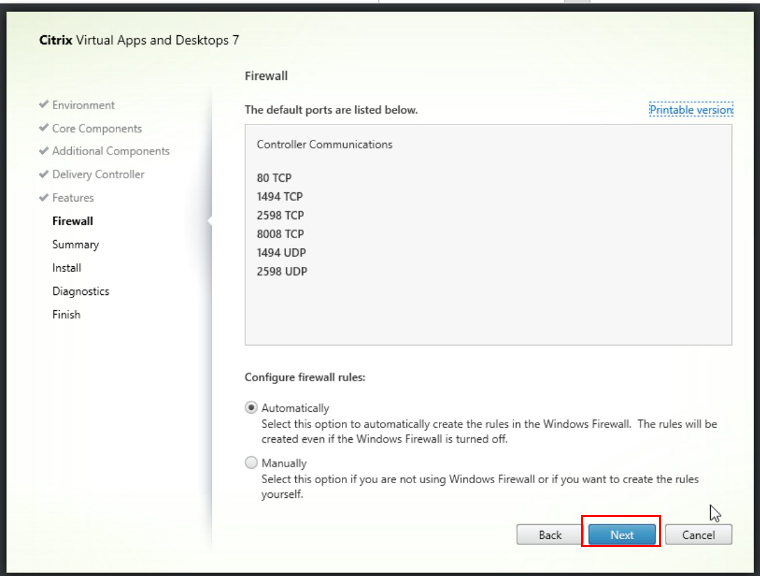 Citrix Virtual Apps and Desktops 7
Environment
Core Components
Additional Components
Delivery Controller
Features
Firewall
Summary
Install
Diagnostics
Finish
Firewall
The default ports are listed below.
Printable version
Controller Communications
80 TCP
1494 TCP
2598 TCP
8008 TCP
1494 UDP
2598 UDP
Configure firewall rules:
Automatically
Select this option to automatically create the rules in the Windows Firewall. The rules will be
created even if the Windows Firewall is turned off.
Manually
Select this option if you are not using Windows Firewall or if you want to create the rules
yourself.
Back
Next
Cancel